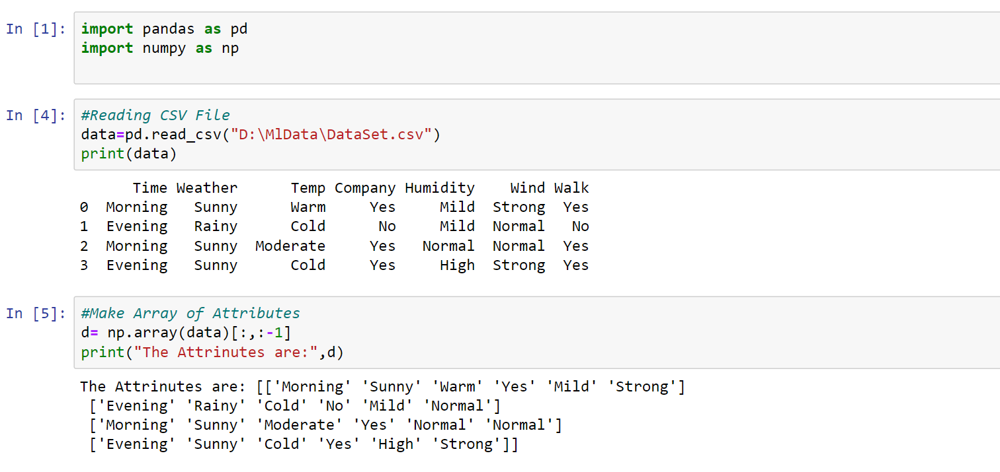 In [1]: import pandas as pd
import numpy as np
In [4]: #Reading CSV File
data=pd.read_csv("D:\MlData\DataSet.csv")
print(data)
Time Weather Temp Company Humidity Wind Walk
0 Morning Sunny Warm Yes Mild Strong Yes
1 Evening Rainy Cold No Mild Normal No
2 Morning Sunny Moderate Yes Normal Normal Yes
3 Evening Sunny Cold Yes High Strong Yes
In [5]: #Make Array of Attributes
d= np.array(data)[:,:-1]
print("The Attrinutes are:",d)
The Attrinutes are: [['Morning' 'Sunny' 'Warm' 'Yes' 'Mild' 'Strong']
['Evening' 'Rainy' 'Cold' 'No' 'Mild' 'Normal']
['Morning' 'Sunny' 'Moderate' 'Yes' 'Normal' 'Normal']
['Evening' 'Sunny' 'Cold' 'Yes' 'High' 'Strong']]